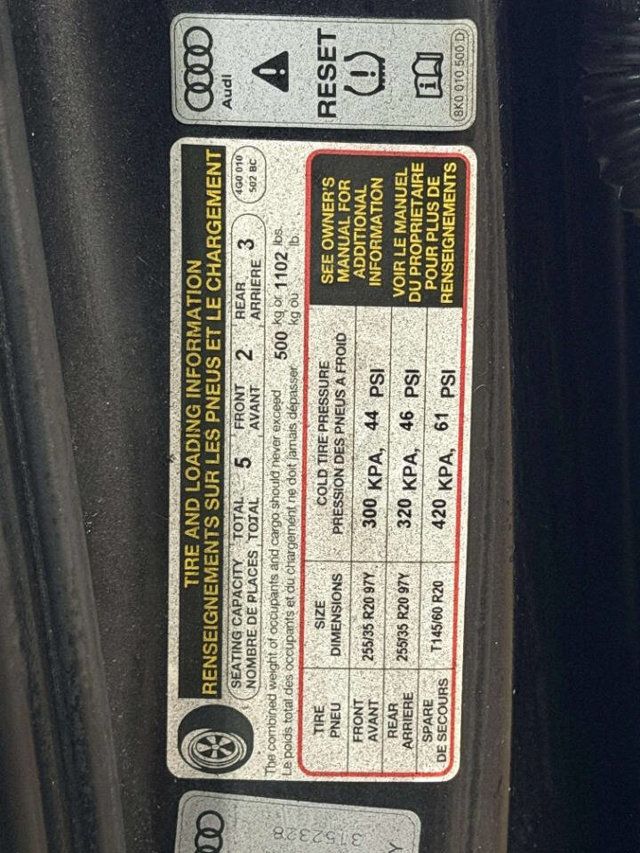 Audi
RESET
8K0 010 500 D
TIRE AND LOADING INFORMATION
RENSEIGNEMENTS SUR LES PNEUS ET LE CHARGEMENT
SEATING CAPACITY TOTAL 5 FRONT 2 REAR 3
NOMBRE DE PLACES TOTAL AVANT ARRIERE
4G0 010
502 BC
The combined weight of occupants and cargo should never exceed 500 kg or 1102 lbs.
Le poids total des occupants et du chargement ne doit jamais dépasser kg ou lb.
TIRE SIZE COLD TIRE PRESSURE
PNEU DIMENSIONS PRESSION DES PNEUS A FROID
SEE OWNER'S
MANUAL FOR
ADDITIONAL
INFORMATION
VOIR LE MANUEL
DU PROPRIETAIRE
POUR PLUS DE
RENSEIGNEMENTS
FRONT
AVANT 255/35 R20 97Y 300 KPA, 44 PSI
REAR
ARRIERE 255/35 R20 97Y 320 KPA, 46 PSI
SPARE
DE SECOURS T145/60 R20 420 KPA, 61 PSI
3152328
Y